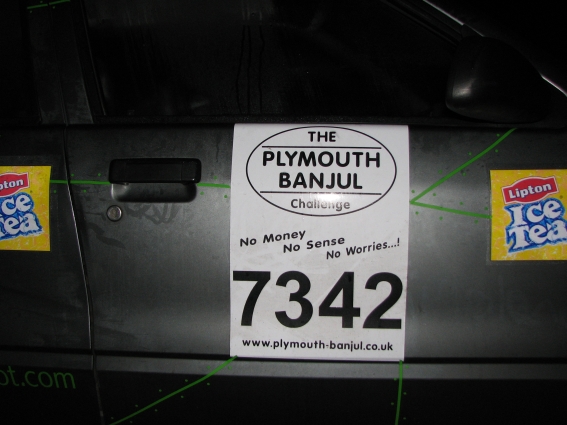 THE
PLYMOUTH
BANJUL
Challenge
No Money
No Sense
No Worries...!
7342
www.plymouth-banjul.co.uk
Lipton
Ice
Tea
Lipton
Ice
Tea
ot.com